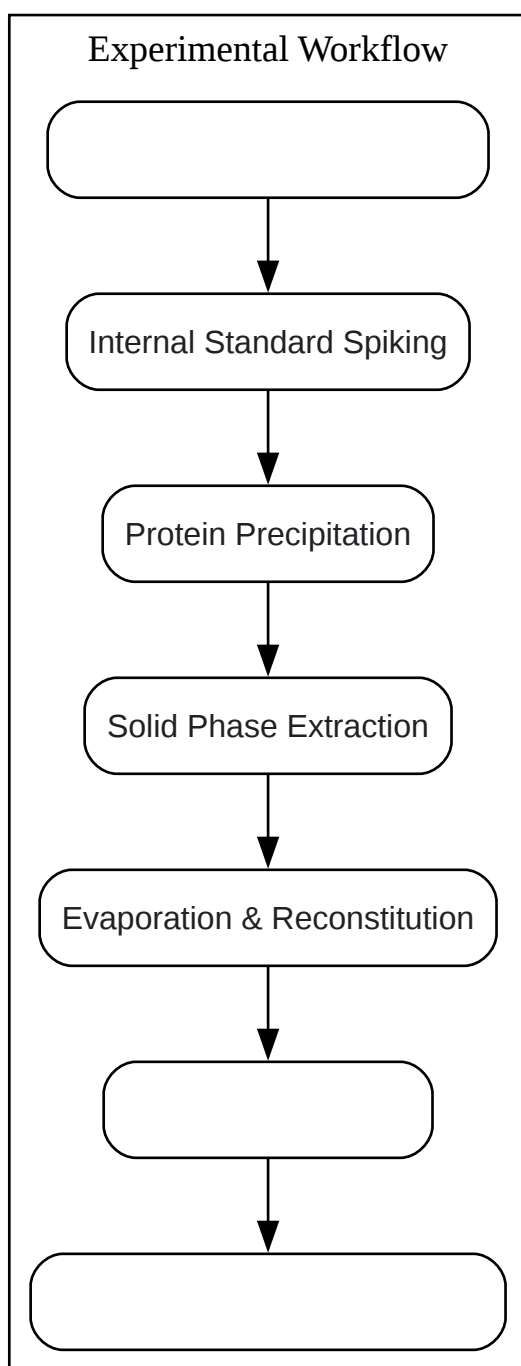 Experimental Workflow
Internal Standard Spiking
Protein Precipitation
Solid Phase Extraction
Evaporation & Reconstitution